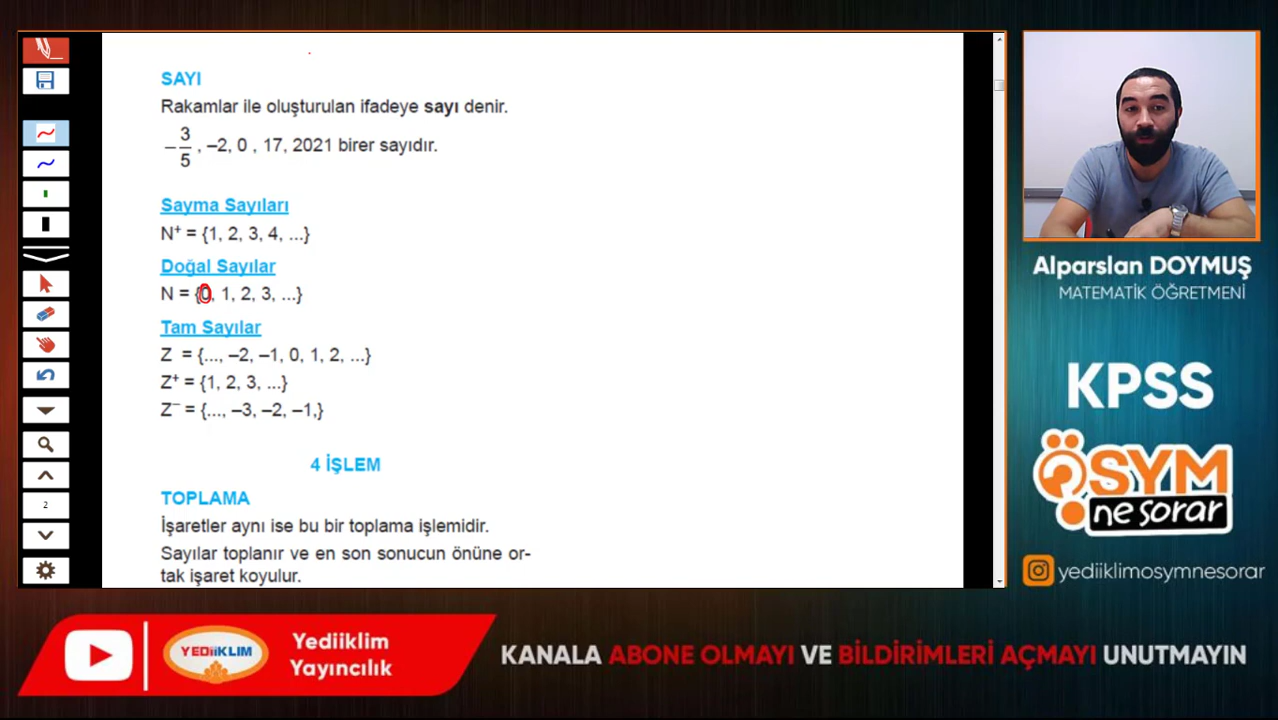 SAYI
Rakamlar ile oluşturulan ifadeye sayı denir.
−3/5 , –2, 0 , 17, 2021 birer sayıdır.
Sayma Sayıları
N⁺ = {1, 2, 3, 4, ...}
Doğal Sayılar
N = {0, 1, 2, 3, ...}
Tam Sayılar
Z = {..., –2, –1, 0, 1, 2, ...}
Z⁺ = {1, 2, 3, ...}
Z⁻ = {..., –3, –2, –1,}
4 İŞLEM
TOPLAMA
İşaretler aynı ise bu bir toplama işlemidir.
Sayılar toplanır ve en son sonucun önüne or-
tak işaret koyulur.
2
Alparslan DOYMUŞ
MATEMATİK ÖĞRETMENİ
KPSS
ÖSYM
ne sorar
yediiklimosymnesorar
YEDİİKLİM
Yediiklim
Yayıncılık
KANALA ABONE OLMAYI VE BİLDİRİMLERİ AÇMAYI UNUTMAYIN